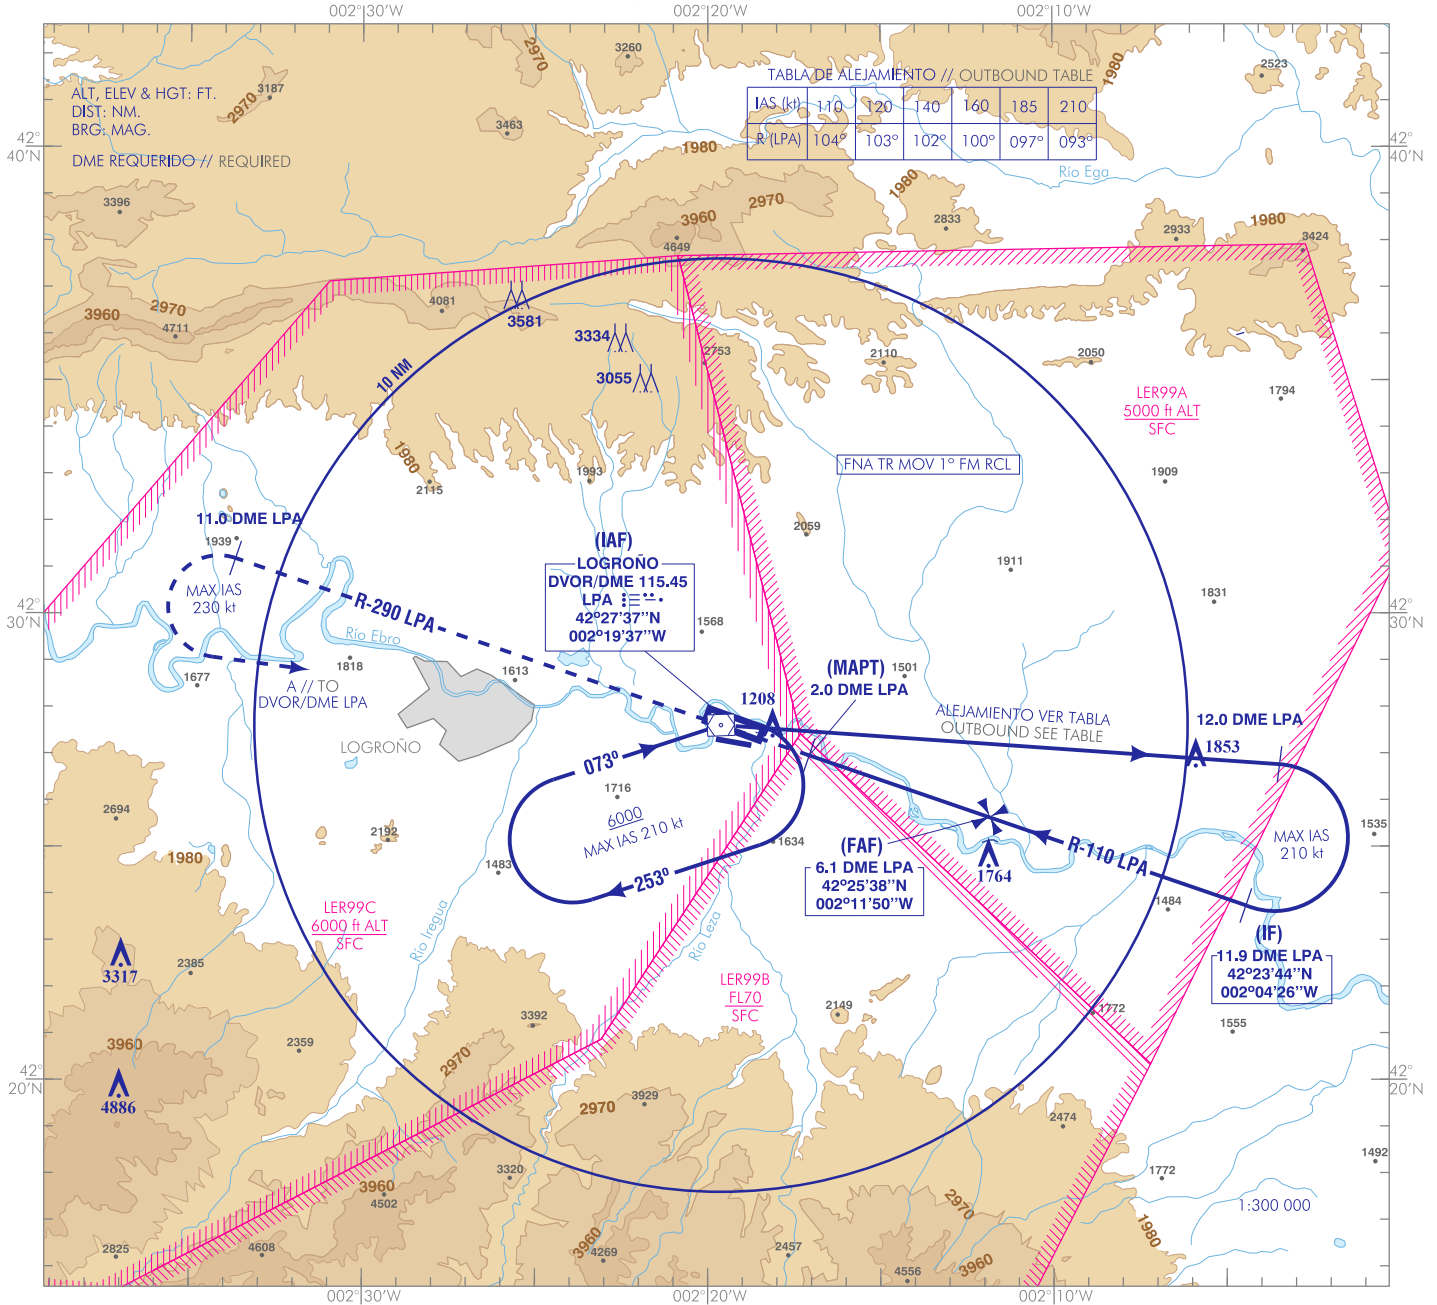 002°30'W
002°20'W
002°10'W
ALT, ELEV & HGT: FT.
DIST: NM.
BRG: MAG.
DME REQUERIDO // REQUIRED
TABLA DE ALEJAMIENTO // OUTBOUND TABLE
IAS (kt) 110 120 140 160 185 210
R (LPA) 104° 103° 102° 100° 097° 093°
2970
3260
1980
2523
3187
2970
3463
42°
40'N
42°
40'N
1980
Río Ega
1980
3396
2970
3960
2833
2933
1980
3424
4649
2970
3960
4711
4081
3581
3334
3055
2753
2110
2050
10 NM
1794
LER99A
5000 ft ALT
SFC
1980
2115
1993
FNA TR MOV 1° FM RCL
1909
2059
11.0 DME LPA
1939
MAX IAS
230 kt
R-290 LPA
(IAF)
LOGROÑO
DVOR/DME 115.45
LPA
42°27'37''N
002°19'37''W
1911
1831
42°
30'N
42°
30'N
Río Ebro
1568
1818
1677
1613
A // TO
DVOR/DME LPA
(MAPT)
2.0 DME LPA
1501
1208
ALEJAMIENTO VER TABLA
OUTBOUND SEE TABLE
12.0 DME LPA
1853
LOGROÑO
073°
1716
6000
MAX IAS 210 kt
253°
1634
2694
2192
1980
1483
(FAF)
6.1 DME LPA
42°25'38''N
002°11'50''W
1764
R-110 LPA
MAX IAS
210 kt
1535
1484
LER99C
6000 ft ALT
SFC
Río Iregua
Río Leza
(IF)
11.9 DME LPA
42°23'44''N
002°04'26''W
3317
2385
LER99B
FL70
SFC
2149
1772
1555
3392
3960
2359
2970
42°
20'N
42°
20'N
4886
3929
2970
2474
3320
3960
4502
1772
1492
2970
1:300 000
1980
2825
4608
3960
4269
2457
3960
4556
002°30'W
002°20'W
002°10'W